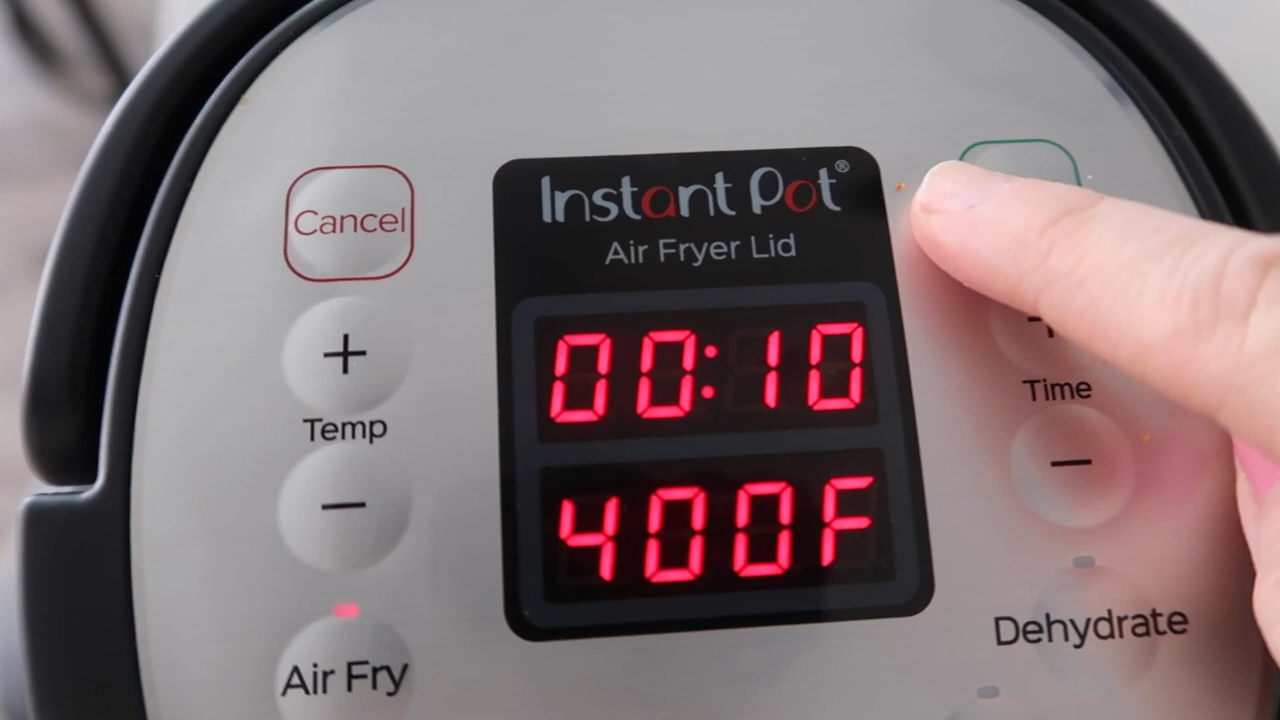 Instant Pot®
Air Fryer Lid
Cancel
+
Temp
−
Air Fry
00:10
400F
+
Time
−
Dehydrate